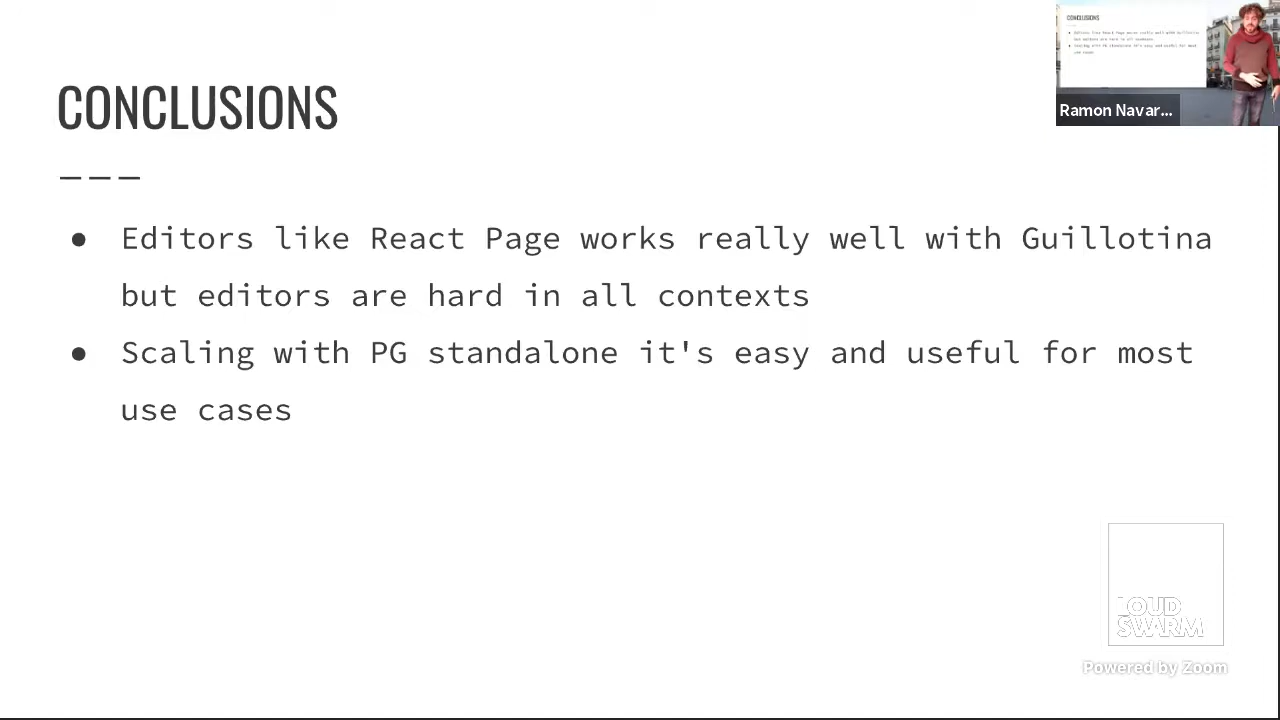 CONCLUSIONS
Ramon Navar...
● Editors like React Page works really well with Guillotina
but editors are hard in all contexts
● Scaling with PG standalone it's easy and useful for most
use cases
LOUD
SWARM
Powered by Zoom